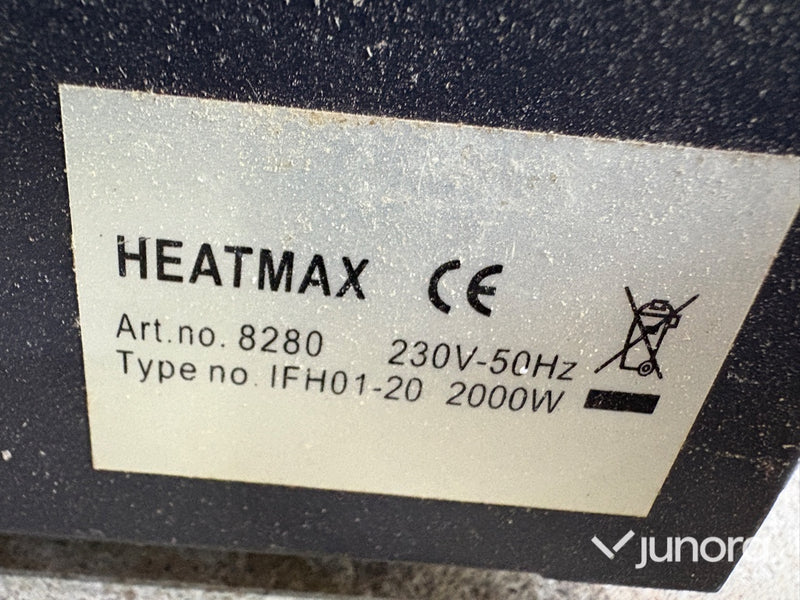 HEATMAX CE
Art.no. 8280 230V-50Hz
Type no. IFH01-20 2000W
junora